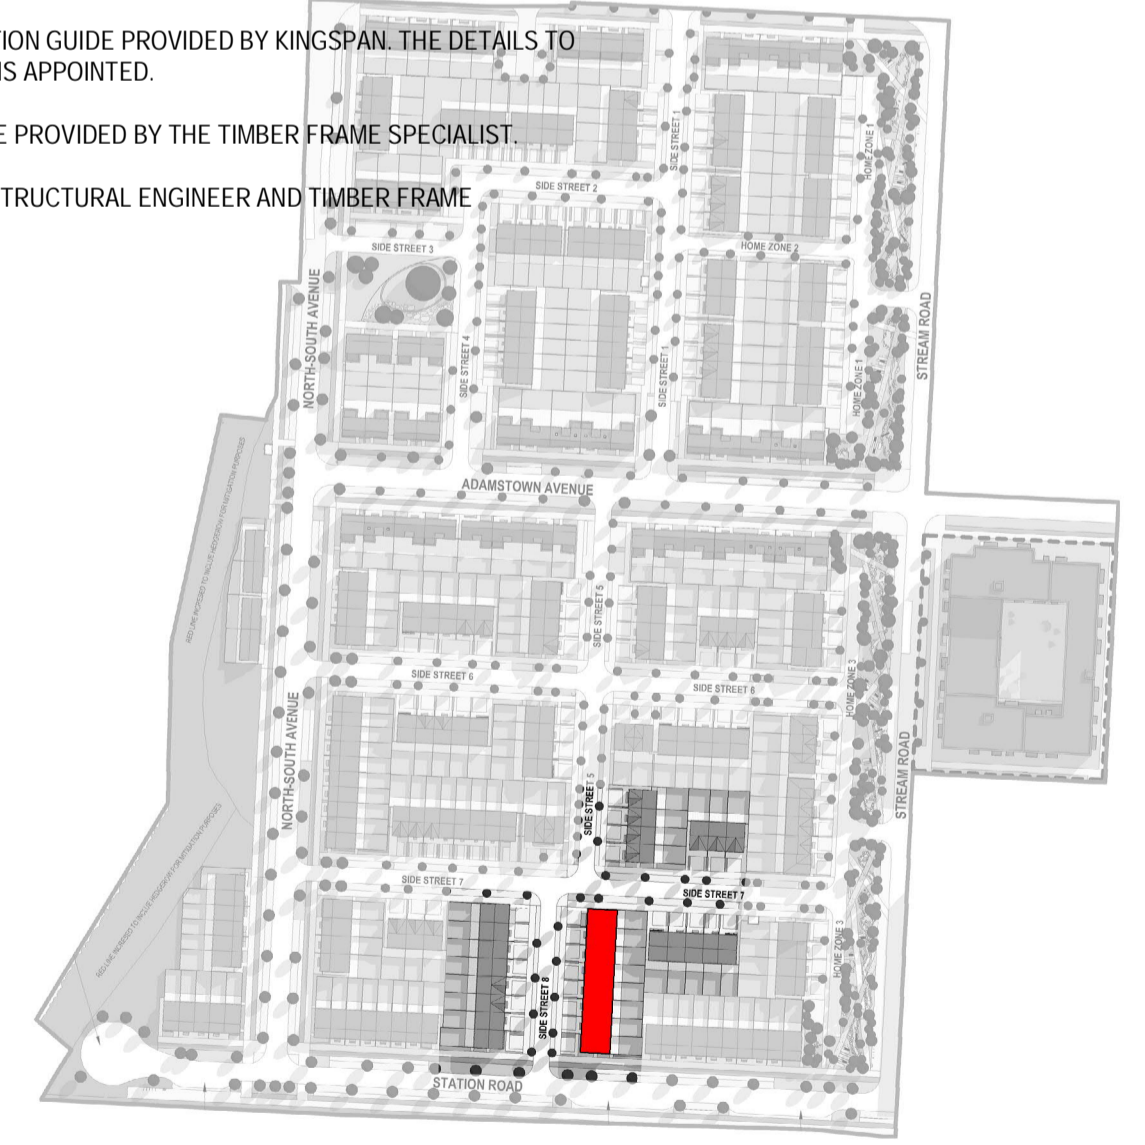 TION GUIDE PROVIDED BY KINGSPAN. THE DETAILS TO
IS APPOINTED.
E PROVIDED BY THE TIMBER FRAME SPECIALIST.
TRUCTURAL ENGINEER AND TIMBER FRAME
SIDE STREET 1
HOME ZONE 1
SIDE STREET 2
SIDE STREET 3
HOME ZONE 2
NORTH-SOUTH AVENUE
SIDE STREET 4
SIDE STREET 1
HOME ZONE 1
STREAM ROAD
ADAMSTOWN AVENUE
SIDE STREET 5
SIDE STREET 6
SIDE STREET 6
HOME ZONE 3
NORTH-SOUTH AVENUE
SIDE STREET 5
STREAM ROAD
SIDE STREET 7
SIDE STREET 7
HOME ZONE 3
SIDE STREET 8
STATION ROAD